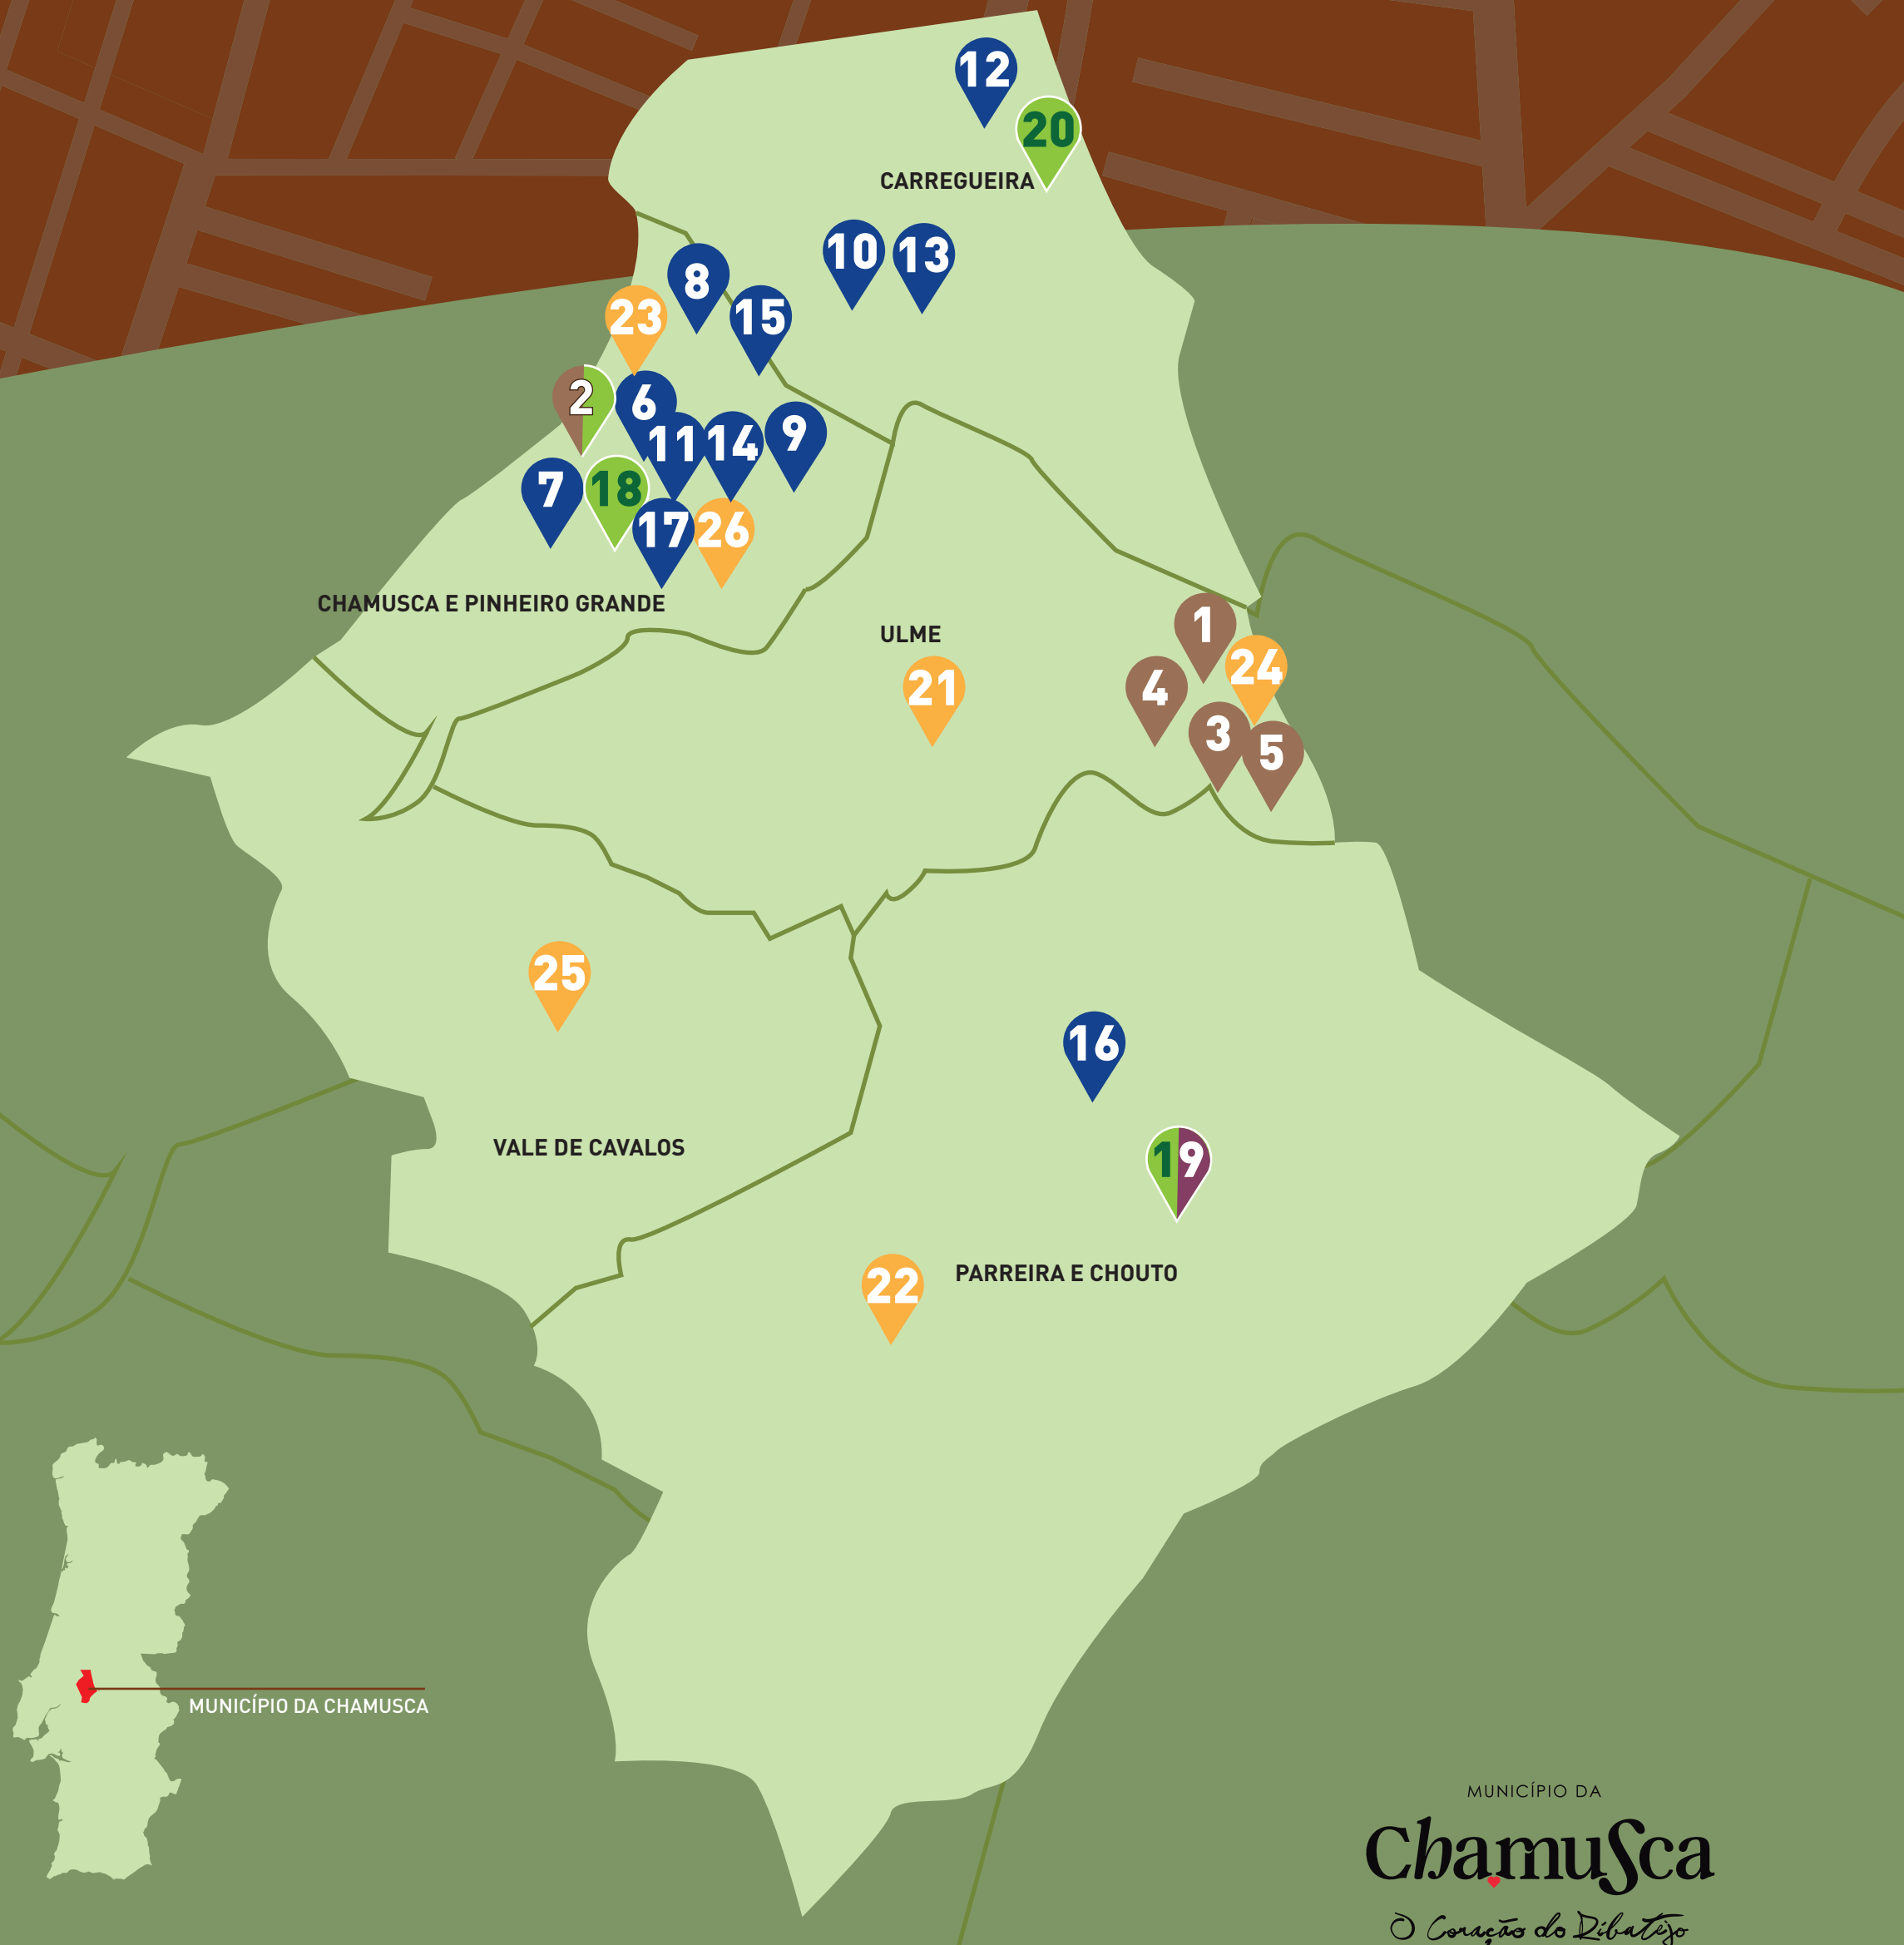 12
20
CARREGUEIRA
10
13
8
15
23
2
6
11
14
9
7
18
17
26
CHAMUSCA E PINHEIRO GRANDE
ULME
1
24
4
21
3
5
25
16
VALE DE CAVALOS
19
PARREIRA E CHOUTO
22
MUNICÍPIO DA CHAMUSCA
MUNICÍPIO DA
Chamusca
O Coração do Ribatejo